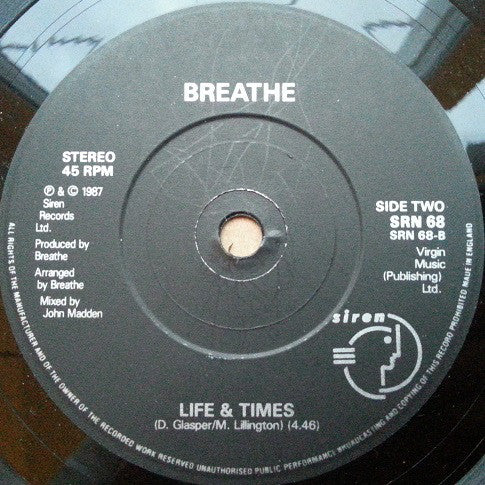 BREATHE
STEREO
45 RPM
℗ & © 1987
Siren
Records
Ltd.
Produced by
Breathe
Arranged
by Breathe
Mixed by
John Madden
SIDE TWO
SRN 68
SRN 68-B
Virgin
Music
(Publishing)
Ltd.
siren
LIFE & TIMES
(D. Glasper/M. Lillington) (4.46)
ALL RIGHTS OF THE MANUFACTURER AND OF THE OWNER OF THE RECORDED WORK RESERVED UNAUTHORISED PUBLIC PERFORMANCE BROADCASTING AND COPYING OF THIS RECORD PROHIBITED MADE IN ENGLAND